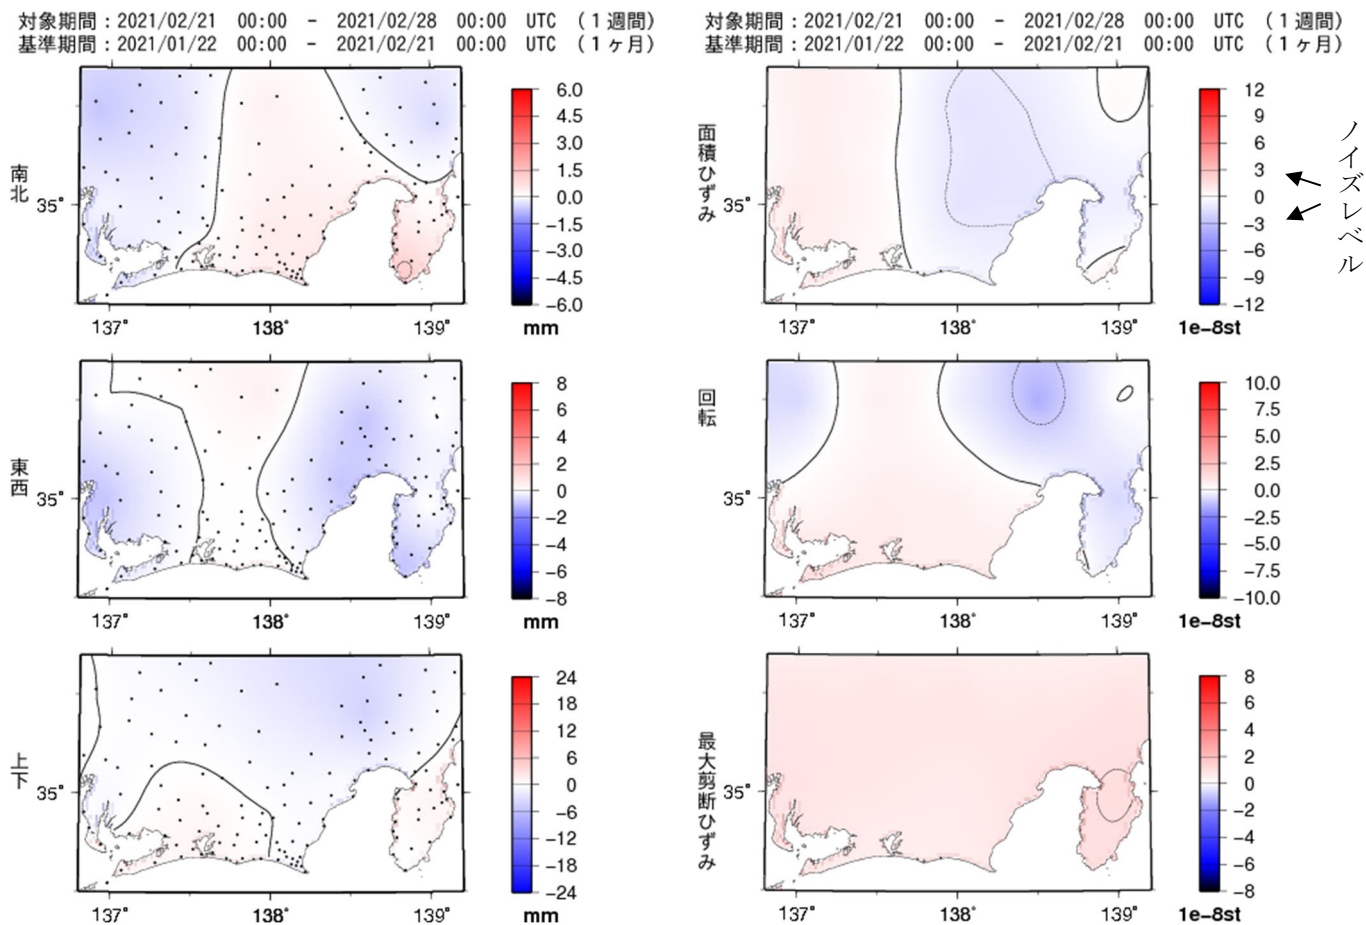 対象期間：2021/02/21 00:00 － 2021/02/28 00:00 UTC （１週間）
基準期間：2021/01/22 00:00 － 2021/02/21 00:00 UTC （１ヶ月）
南北
35°
137° 138° 139°
6.0
4.5
3.0
1.5
0.0
−1.5
−3.0
−4.5
−6.0
mm
東西
35°
137° 138° 139°
8
6
4
2
0
−2
−4
−6
−8
mm
上下
35°
137° 138° 139°
24
18
12
6
0
−6
−12
−18
−24
mm
対象期間：2021/02/21 00:00 － 2021/02/28 00:00 UTC （１週間）
基準期間：2021/01/22 00:00 － 2021/02/21 00:00 UTC （１ヶ月）
面積ひずみ
35°
137° 138° 139°
12
9
6
3
0
−3
−6
−9
−12
1e−8st
ノイズレベル
回転
35°
137° 138° 139°
10.0
7.5
5.0
2.5
0.0
−2.5
−5.0
−7.5
−10.0
1e−8st
最大剪断ひずみ
35°
137° 138° 139°
8
6
4
2
0
−2
−4
−6
−8
1e−8st